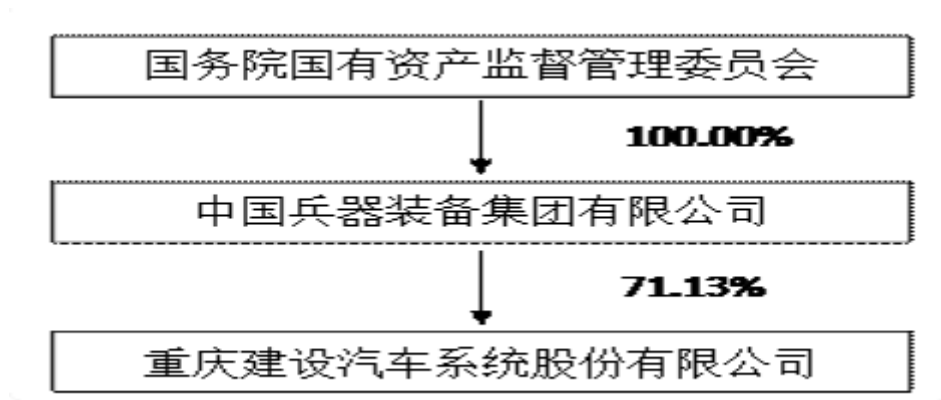 国务院国有资产监督管理委员会
100.00%
中国兵器装备集团有限公司
71.13%
重庆建设汽车系统股份有限公司